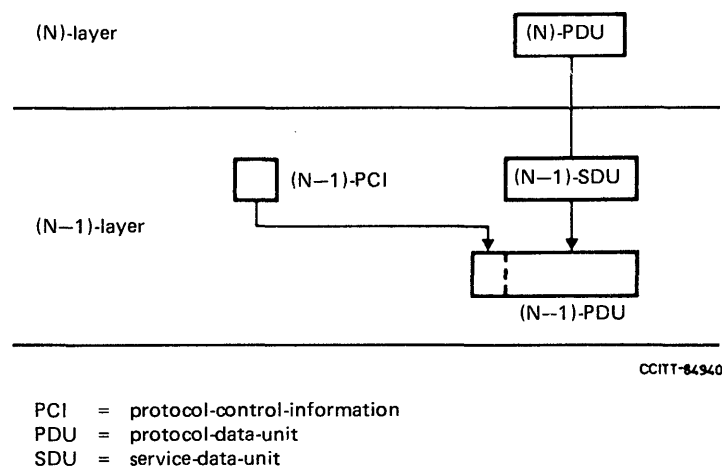 (N)-layer
(N)-PDU
(N—1)-PCI
(N—1)-SDU
(N—1)-layer
(N--1)-PDU
CCITT-84940
PCI = protocol-control-information
PDU = protocol-data-unit
SDU = service-data-unit